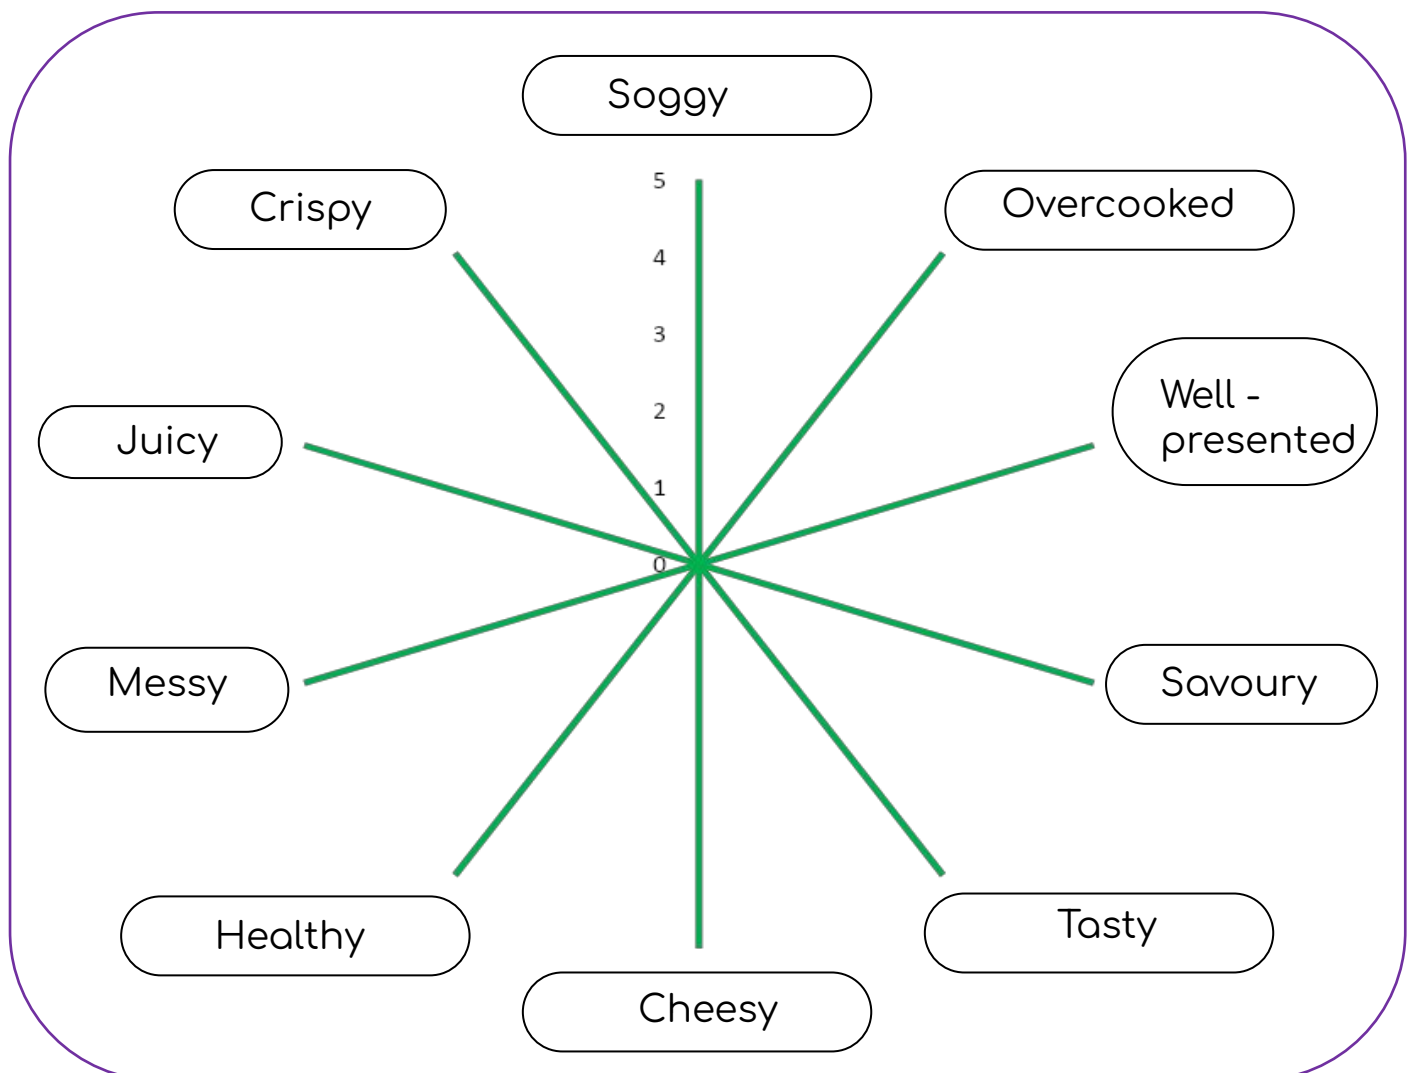 Soggy
Crispy
Overcooked
5
4
3
2
1
0
Well -
presented
Juicy
Messy
Savoury
Healthy
Tasty
Cheesy